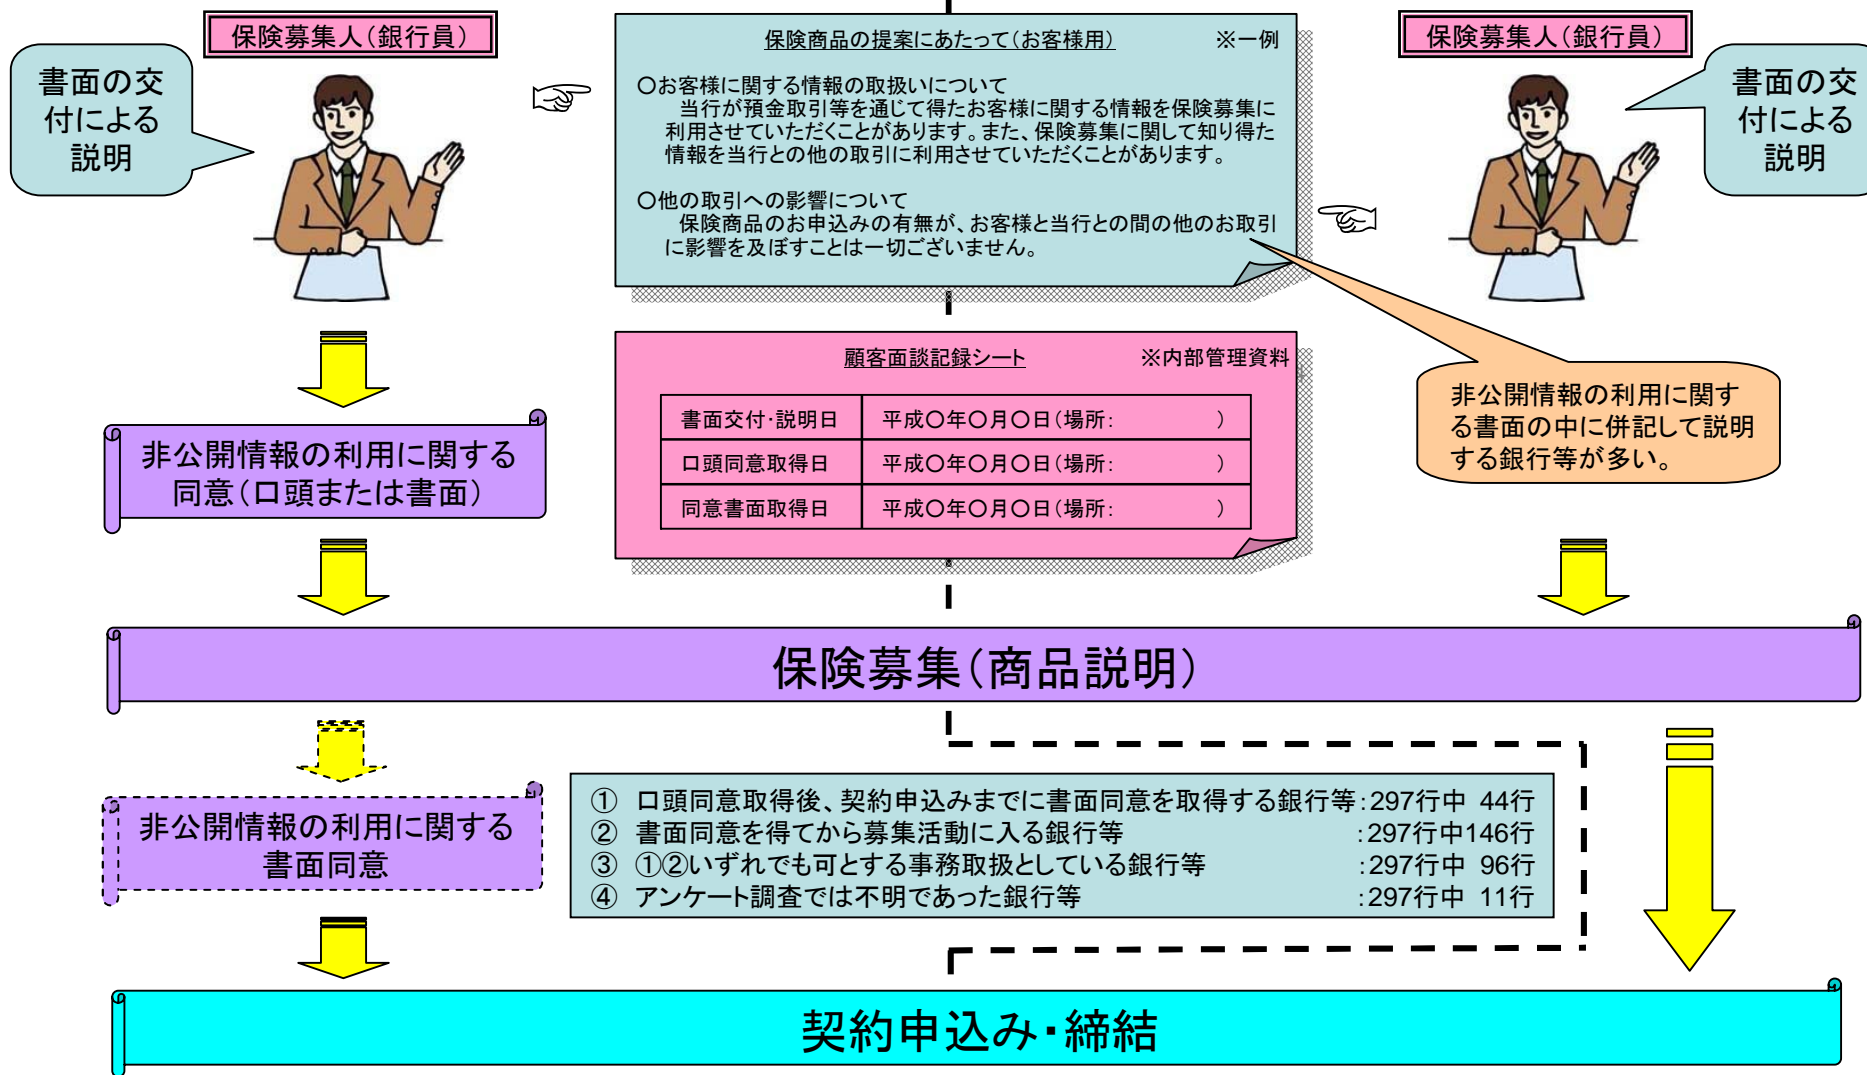 保険募集人(銀行員)
書面の交
付による
説明
保険商品の提案にあたって(お客様用) ※一例
○お客様に関する情報の取扱いについて
当行が預金取引等を通じて得たお客様に関する情報を保険募集に
利用させていただくことがあります。また、保険募集に関して知り得た
情報を当行との他の取引に利用させていただくことがあります。
○他の取引への影響について
保険商品のお申込みの有無が、お客様と当行との間の他のお取引
に影響を及ぼすことは一切ございません。
保険募集人(銀行員)
書面の交
付による
説明
顧客面談記録シート ※内部管理資料
書面交付・説明日 平成○年○月○日(場所: )
口頭同意取得日 平成○年○月○日(場所: )
同意書面取得日 平成○年○月○日(場所: )
非公開情報の利用に関す
る書面の中に併記して説明
する銀行等が多い。
非公開情報の利用に関する
同意(口頭または書面)
保険募集(商品説明)
非公開情報の利用に関する
書面同意
① 口頭同意取得後、契約申込みまでに書面同意を取得する銀行等:297行中 44行
② 書面同意を得てから募集活動に入る銀行等 :297行中146行
③ ①②いずれでも可とする事務取扱としている銀行等 :297行中 96行
④ アンケート調査では不明であった銀行等 :297行中 11行
契約申込み・締結